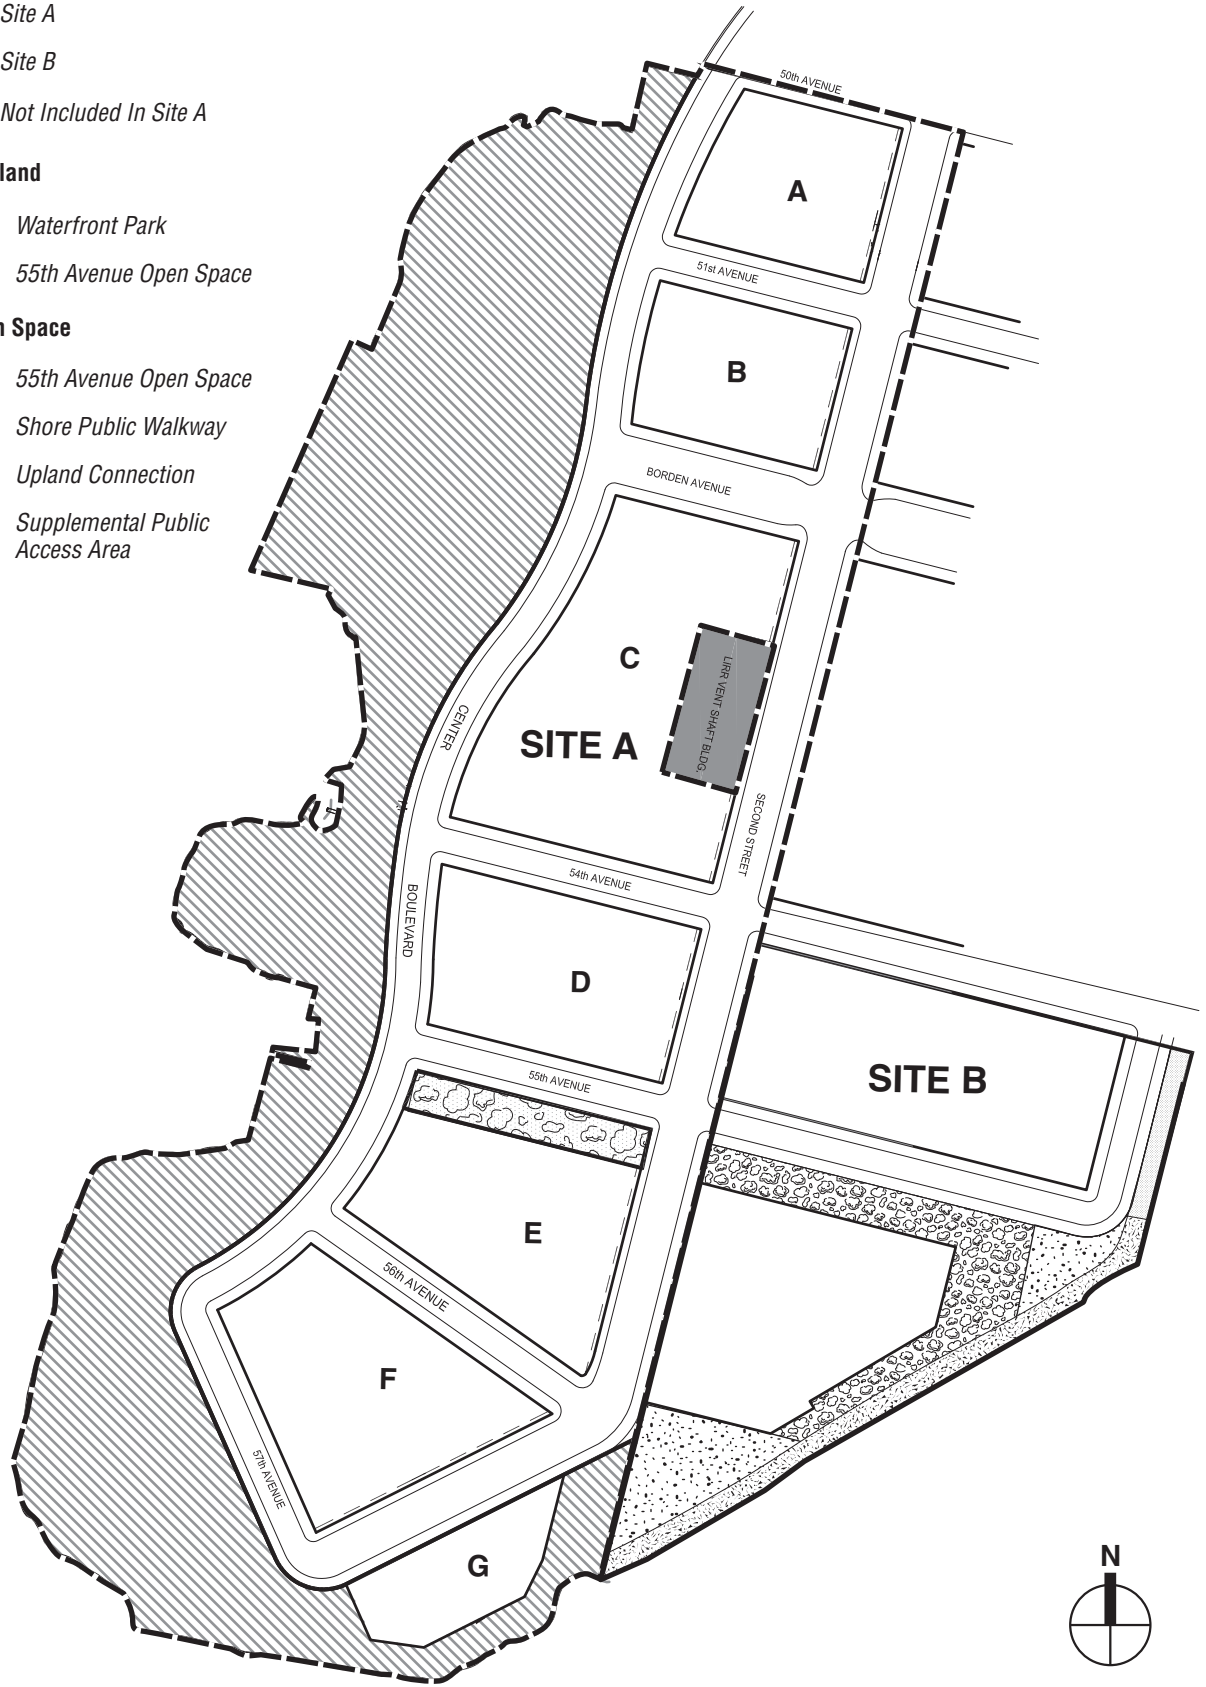 Site A
Site B
Not Included In Site A
land
Waterfront Park
55th Avenue Open Space
n Space
55th Avenue Open Space
Shore Public Walkway
Upland Connection
Supplemental Public
Access Area
50th AVENUE
A
51st AVENUE
B
BORDEN AVENUE
C
LIRR VENT SHAFT BLDG.
SITE A
CENTER
SECOND STREET
54th AVENUE
BOULEVARD
D
SITE B
55th AVENUE
E
56th AVENUE
F
57th AVENUE
G
N